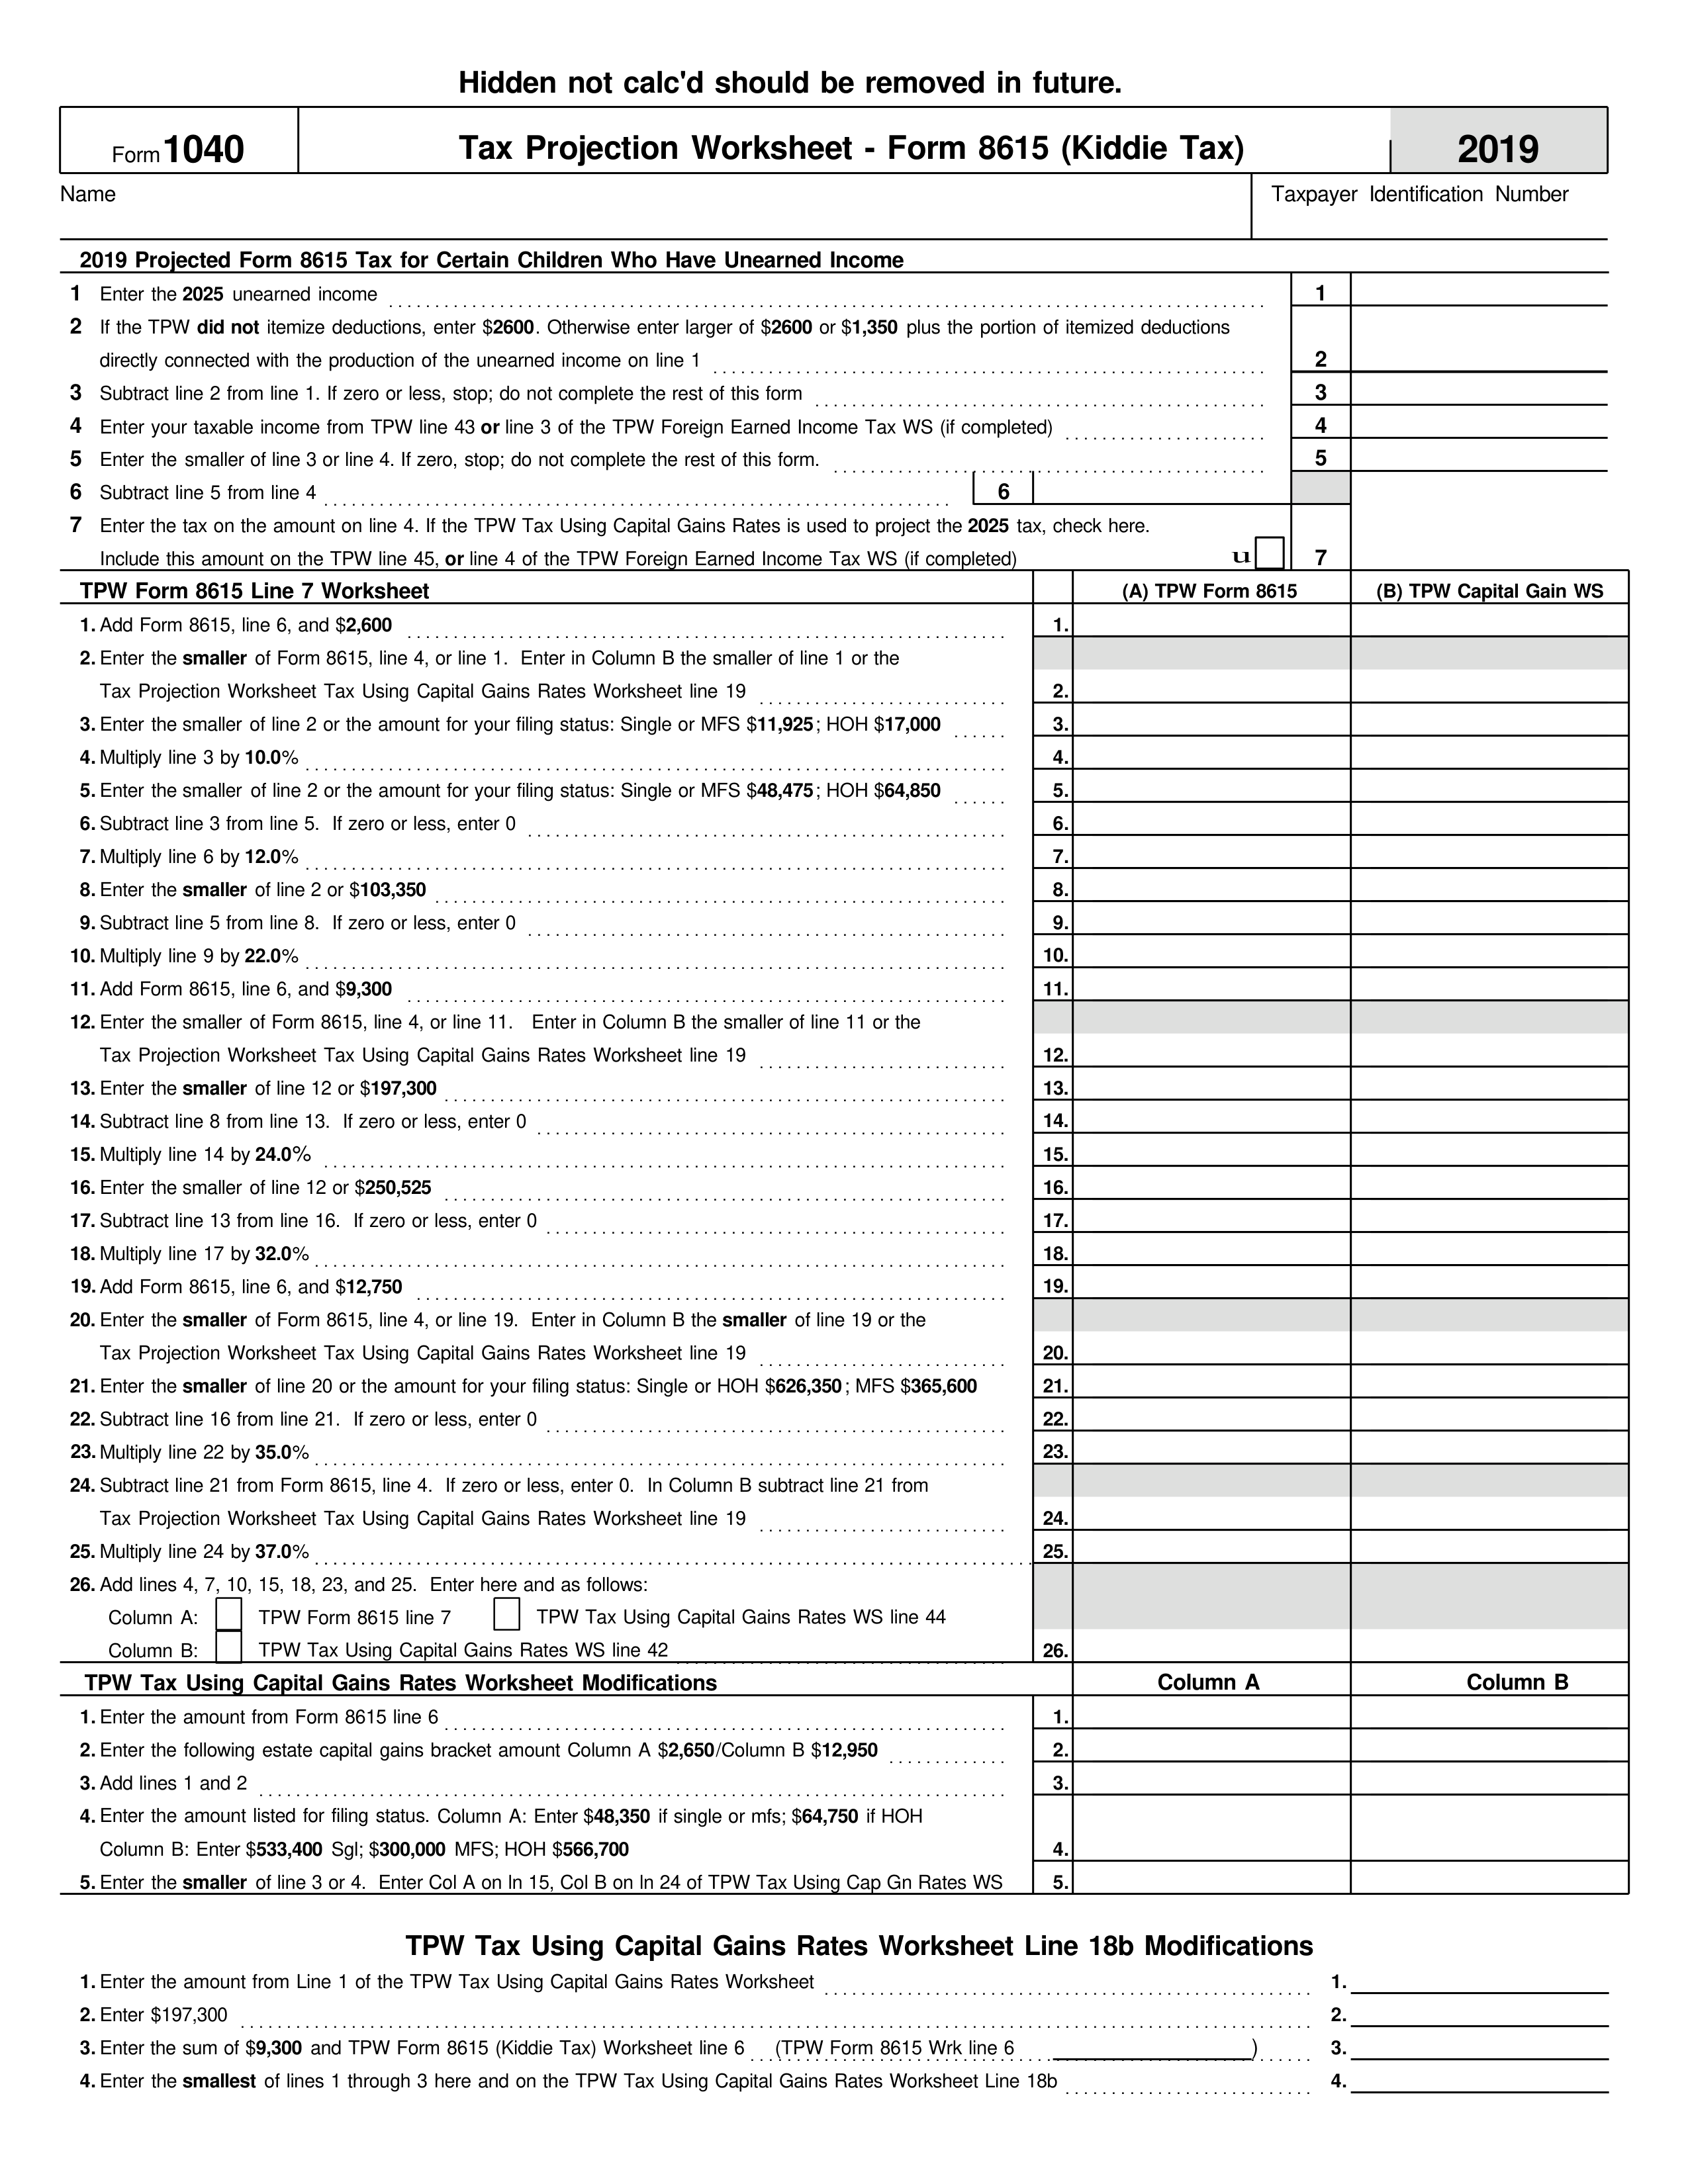 Hidden not calc'd should be removed in future.
Form 1040
Tax Projection Worksheet - Form 8615 (Kiddie Tax)
2019
Name
Taxpayer Identification Number
2019 Projected Form 8615 Tax for Certain Children Who Have Unearned Income
1 Enter the 2025 unearned income 1
2 If the TPW did not itemize deductions, enter $2600. Otherwise enter larger of $2600 or $1,350 plus the portion of itemized deductions
directly connected with the production of the unearned income on line 1 2
3 Subtract line 2 from line 1. If zero or less, stop; do not complete the rest of this form 3
4 Enter your taxable income from TPW line 43 or line 3 of the TPW Foreign Earned Income Tax WS (if completed) 4
5 Enter the smaller of line 3 or line 4. If zero, stop; do not complete the rest of this form. 5
6 Subtract line 5 from line 4 6
7 Enter the tax on the amount on line 4. If the TPW Tax Using Capital Gains Rates is used to project the 2025 tax, check here.
Include this amount on the TPW line 45, or line 4 of the TPW Foreign Earned Income Tax WS (if completed) u 7
TPW Form 8615 Line 7 Worksheet (A) TPW Form 8615 (B) TPW Capital Gain WS
1. Add Form 8615, line 6, and $2,600 1.
2. Enter the smaller of Form 8615, line 4, or line 1. Enter in Column B the smaller of line 1 or the
Tax Projection Worksheet Tax Using Capital Gains Rates Worksheet line 19 2.
3. Enter the smaller of line 2 or the amount for your filing status: Single or MFS $11,925; HOH $17,000 3.
4. Multiply line 3 by 10.0% 4.
5. Enter the smaller of line 2 or the amount for your filing status: Single or MFS $48,475; HOH $64,850 5.
6. Subtract line 3 from line 5. If zero or less, enter 0 6.
7. Multiply line 6 by 12.0% 7.
8. Enter the smaller of line 2 or $103,350 8.
9. Subtract line 5 from line 8. If zero or less, enter 0 9.
10. Multiply line 9 by 22.0% 10.
11. Add Form 8615, line 6, and $9,300 11.
12. Enter the smaller of Form 8615, line 4, or line 11. Enter in Column B the smaller of line 11 or the
Tax Projection Worksheet Tax Using Capital Gains Rates Worksheet line 19 12.
13. Enter the smaller of line 12 or $197,300 13.
14. Subtract line 8 from line 13. If zero or less, enter 0 14.
15. Multiply line 14 by 24.0% 15.
16. Enter the smaller of line 12 or $250,525 16.
17. Subtract line 13 from line 16. If zero or less, enter 0 17.
18. Multiply line 17 by 32.0% 18.
19. Add Form 8615, line 6, and $12,750 19.
20. Enter the smaller of Form 8615, line 4, or line 19. Enter in Column B the smaller of line 19 or the
Tax Projection Worksheet Tax Using Capital Gains Rates Worksheet line 19 20.
21. Enter the smaller of line 20 or the amount for your filing status: Single or HOH $626,350; MFS $365,600 21.
22. Subtract line 16 from line 21. If zero or less, enter 0 22.
23. Multiply line 22 by 35.0% 23.
24. Subtract line 21 from Form 8615, line 4. If zero or less, enter 0. In Column B subtract line 21 from
Tax Projection Worksheet Tax Using Capital Gains Rates Worksheet line 19 24.
25. Multiply line 24 by 37.0% 25.
26. Add lines 4, 7, 10, 15, 18, 23, and 25. Enter here and as follows:
Column A: TPW Form 8615 line 7 TPW Tax Using Capital Gains Rates WS line 44
Column B: TPW Tax Using Capital Gains Rates WS line 42 26.
TPW Tax Using Capital Gains Rates Worksheet Modifications Column A Column B
1. Enter the amount from Form 8615 line 6 1.
2. Enter the following estate capital gains bracket amount Column A $2,650/Column B $12,950 2.
3. Add lines 1 and 2 3.
4. Enter the amount listed for filing status. Column A: Enter $48,350 if single or mfs; $64,750 if HOH
Column B: Enter $533,400 Sgl; $300,000 MFS; HOH $566,700 4.
5. Enter the smaller of line 3 or 4. Enter Col A on ln 15, Col B on ln 24 of TPW Tax Using Cap Gn Rates WS 5.
TPW Tax Using Capital Gains Rates Worksheet Line 18b Modifications
1. Enter the amount from Line 1 of the TPW Tax Using Capital Gains Rates Worksheet 1.
2. Enter $197,300 2.
3. Enter the sum of $9,300 and TPW Form 8615 (Kiddie Tax) Worksheet line 6 (TPW Form 8615 Wrk line 6 ) 3.
4. Enter the smallest of lines 1 through 3 here and on the TPW Tax Using Capital Gains Rates Worksheet Line 18b 4.